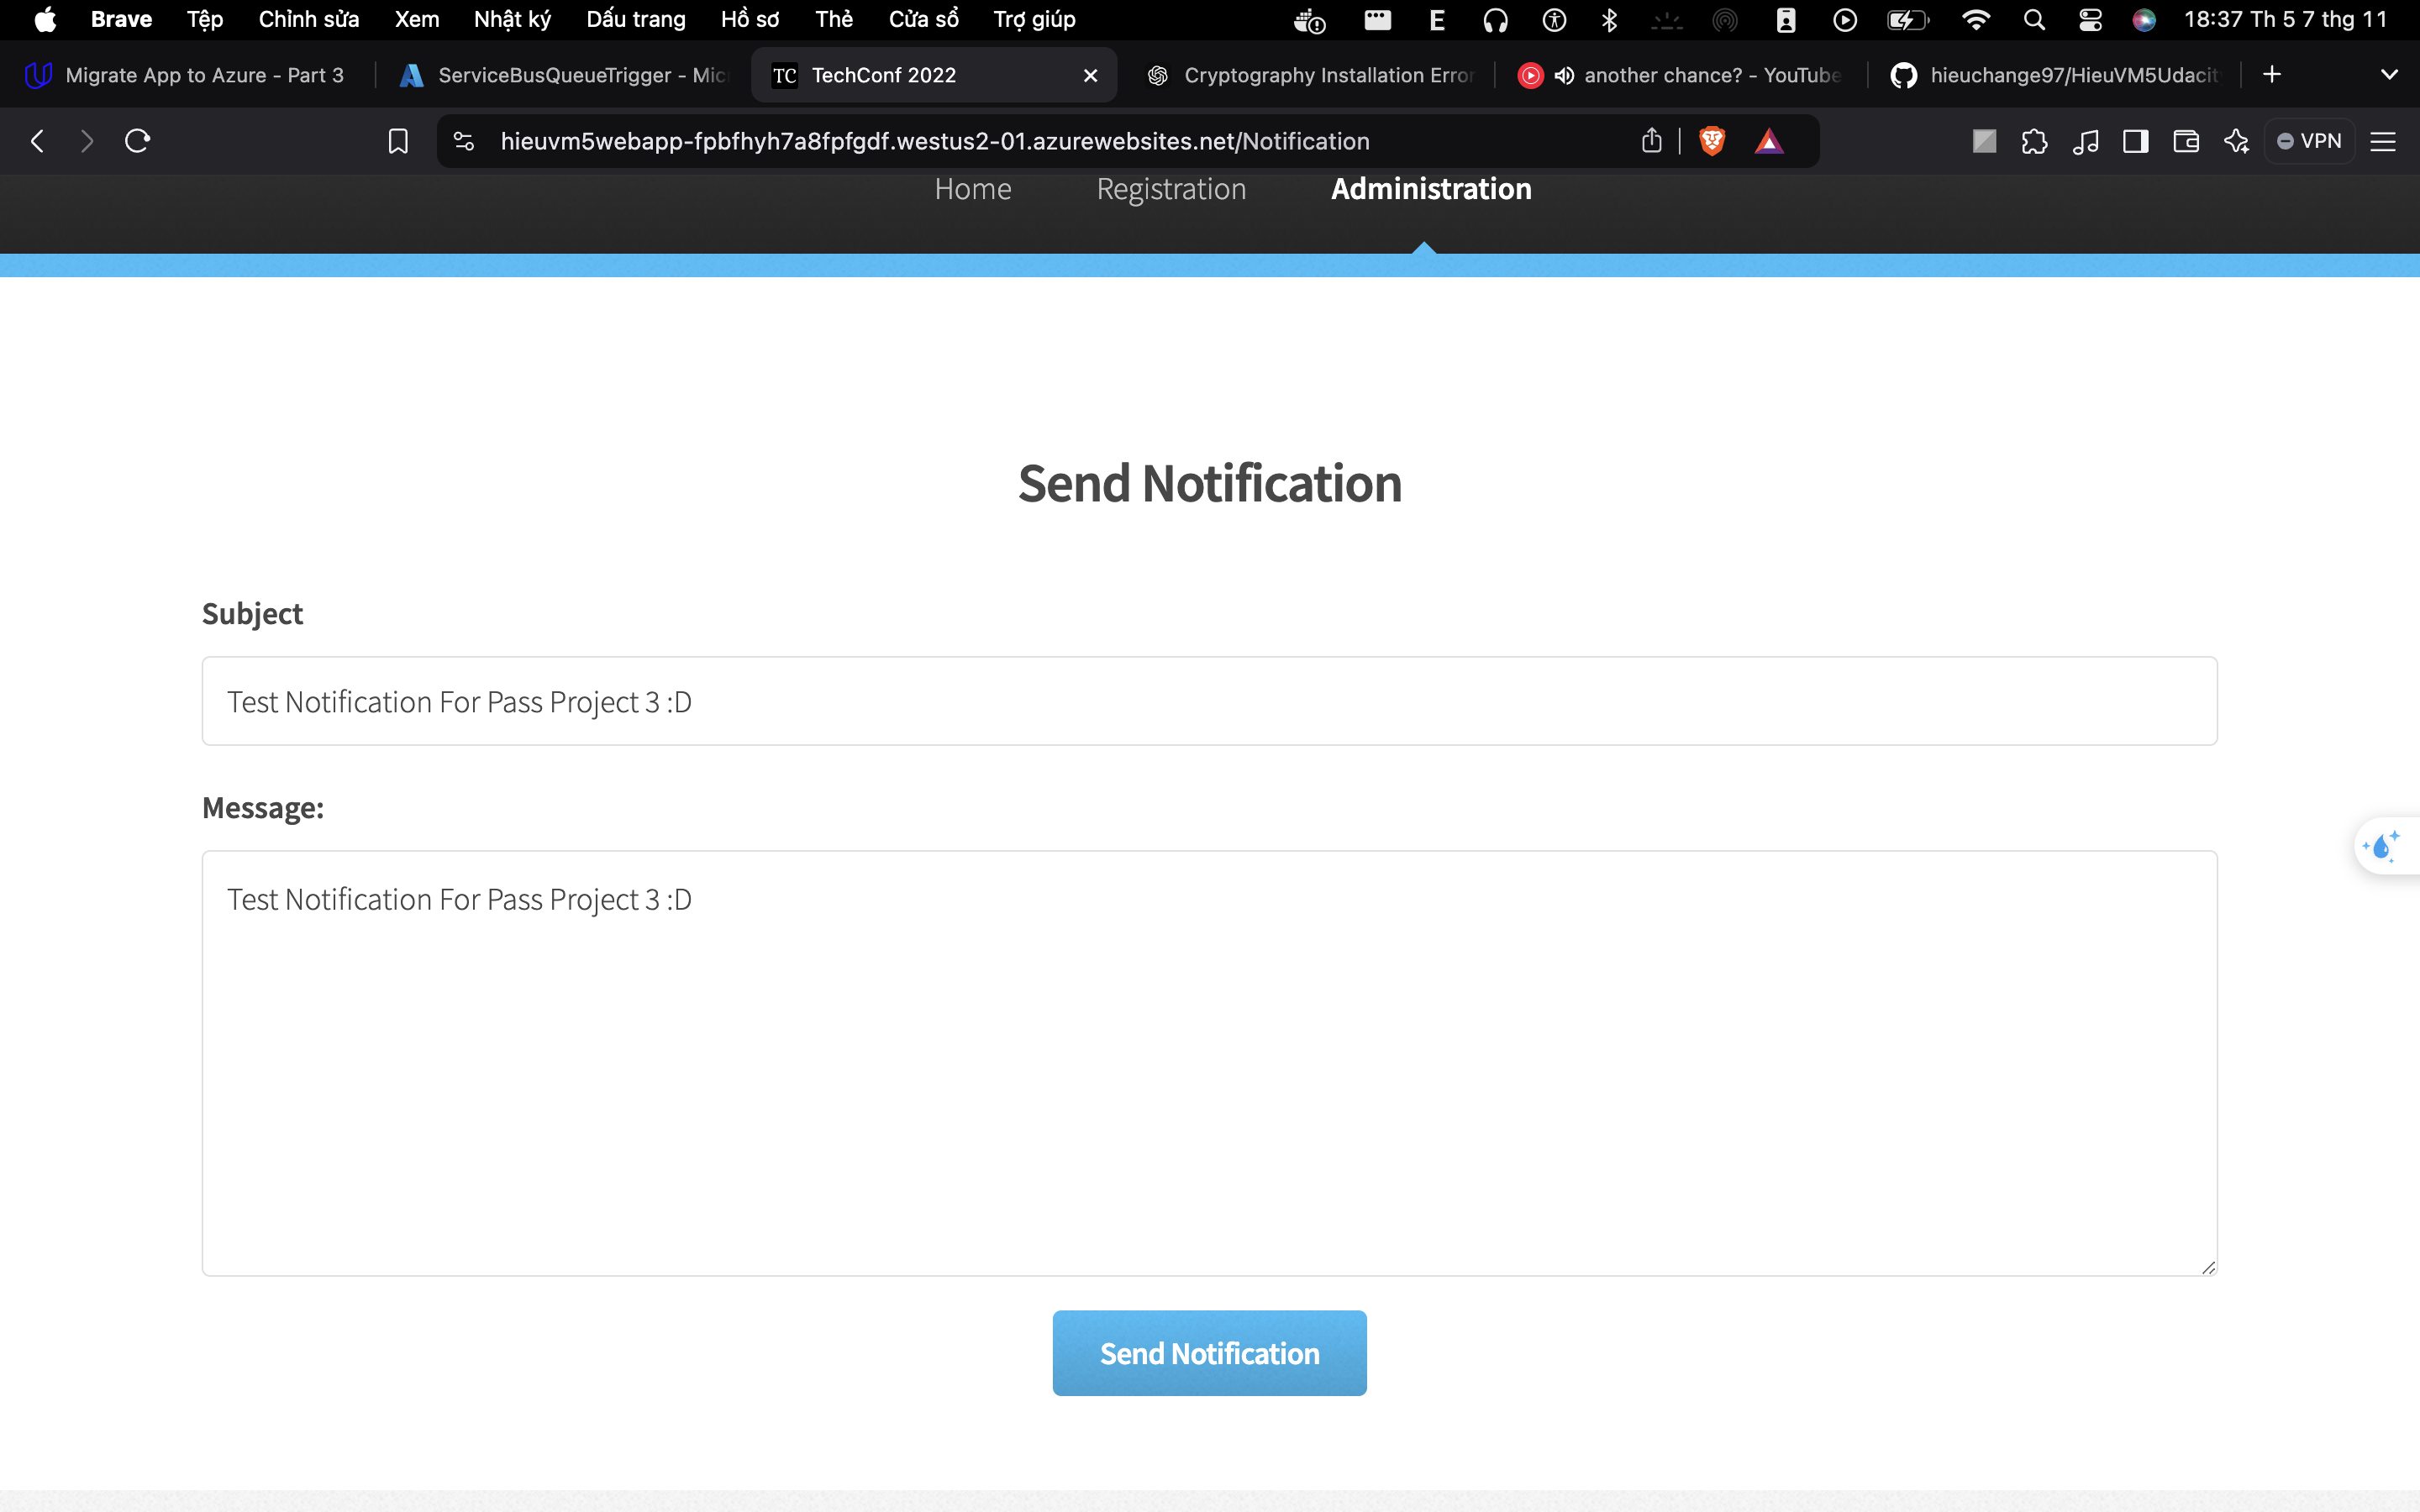 Brave Tệp Chỉnh sửa Xem Nhật ký Dấu trang Hồ sơ Thẻ Cửa sổ Trợ giúp E 18:37 Th 5 7 thg 11
Migrate App to Azure - Part 3 ServiceBusQueueTrigger - Mic TC TechConf 2022 Cryptography Installation Error another chance? - YouTube hieuchange97/HieuVM5Udacit
hieuvm5webapp-fpbfhyh7a8fpfgdf.westus2-01.azurewebsites.net/Notification VPN
Home Registration Administration
Send Notification
Subject
Test Notification For Pass Project 3 :D
Message:
Test Notification For Pass Project 3 :D
Send Notification